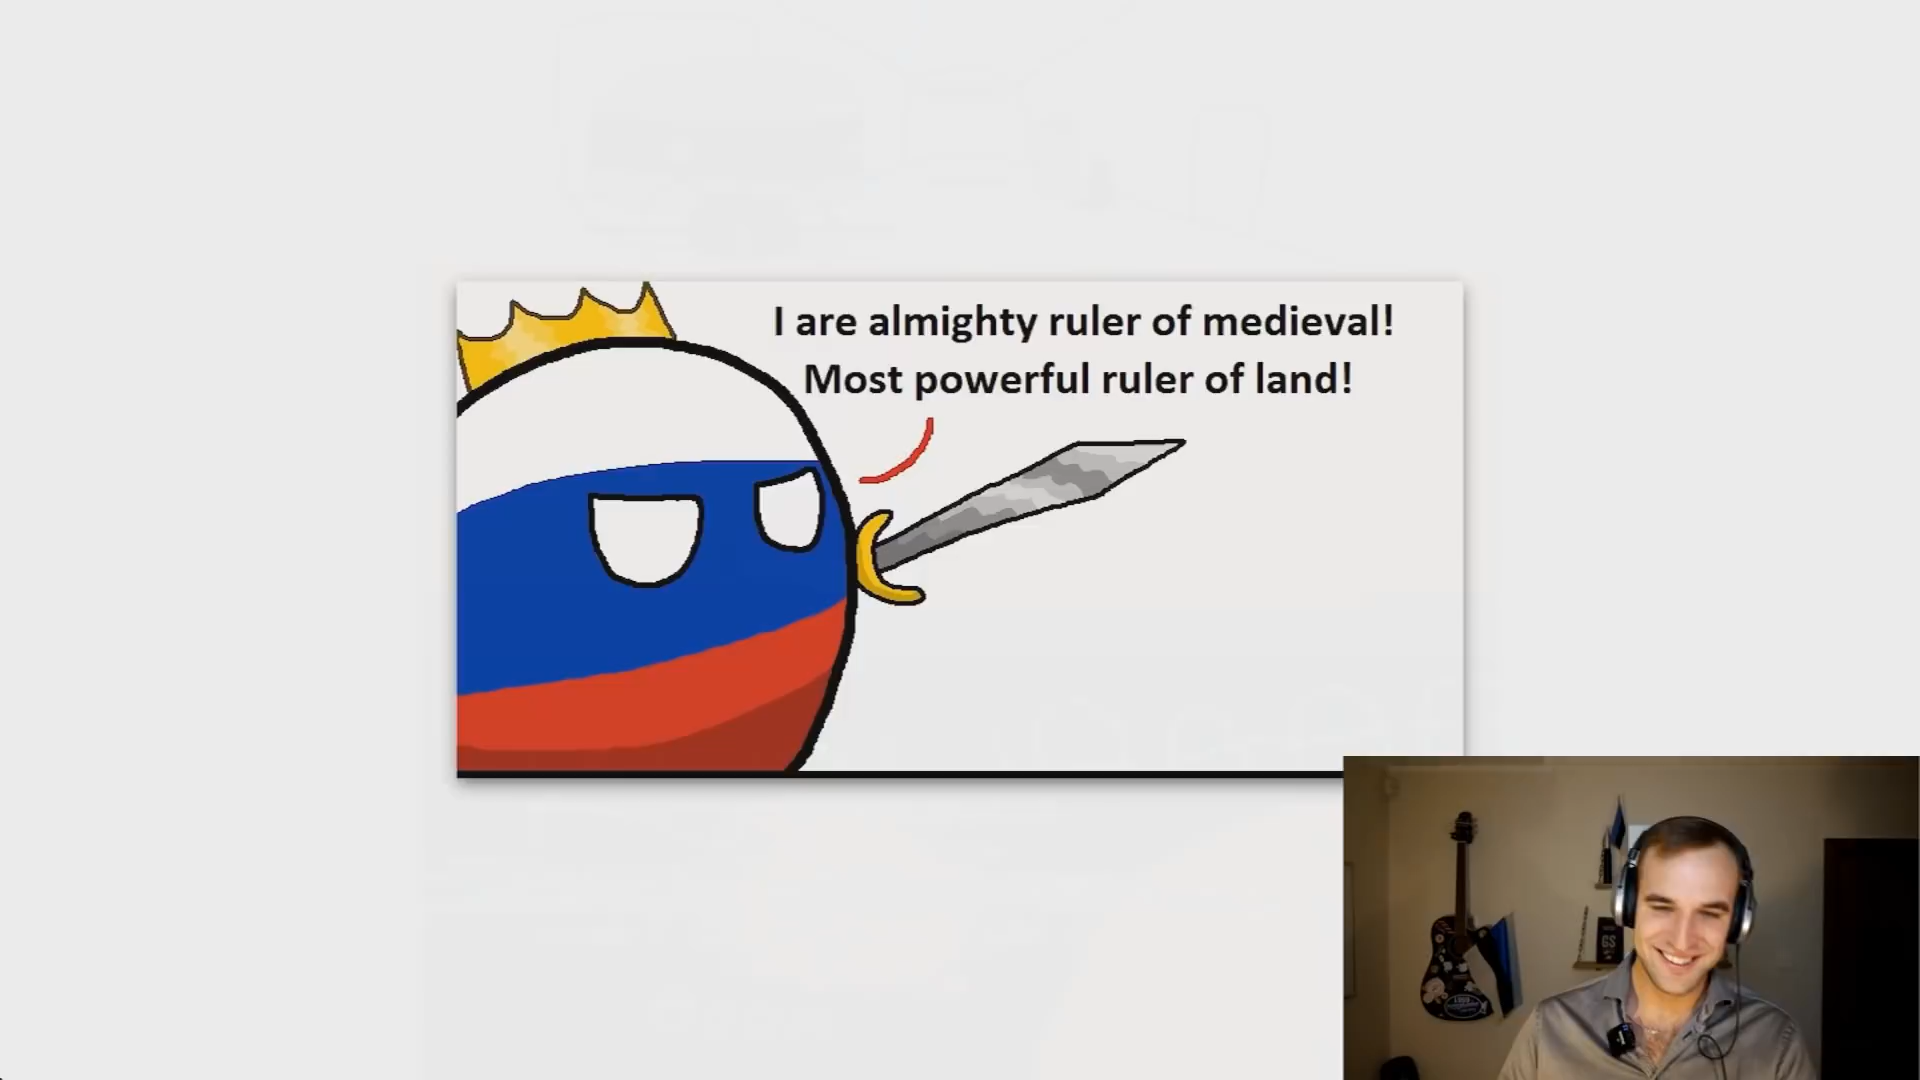 I are almighty ruler of medieval!
Most powerful ruler of land!